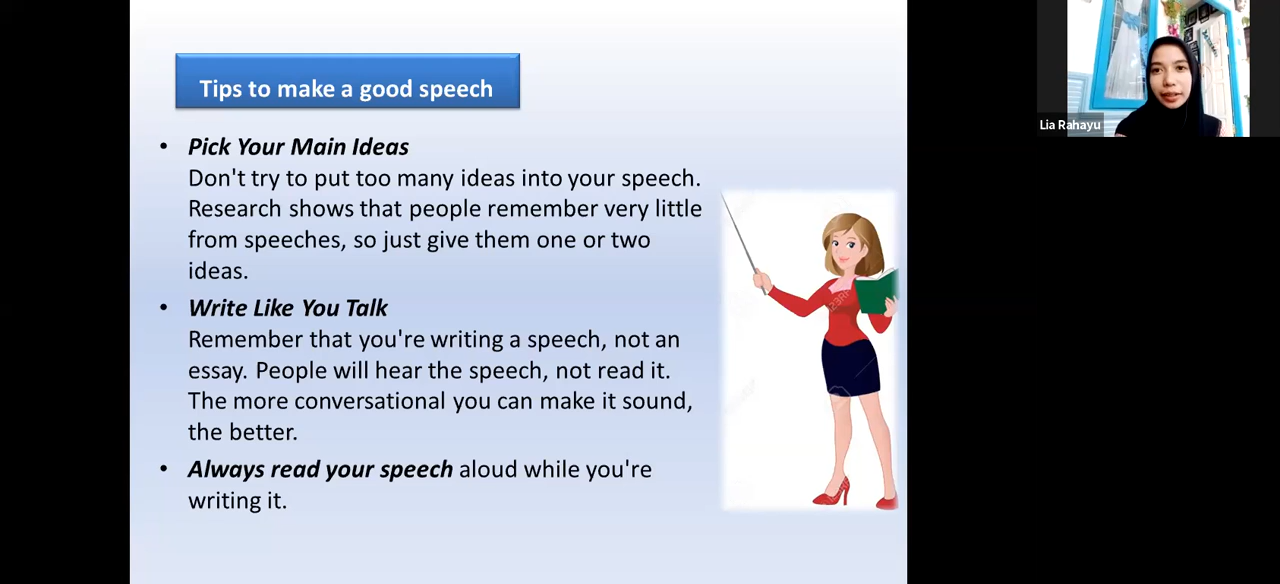 Tips to make a good speech
• Pick Your Main Ideas
Don't try to put too many ideas into your speech.
Research shows that people remember very little
from speeches, so just give them one or two
ideas.
• Write Like You Talk
Remember that you're writing a speech, not an
essay. People will hear the speech, not read it.
The more conversational you can make it sound,
the better.
• Always read your speech aloud while you're
writing it.
Lia Rahayu